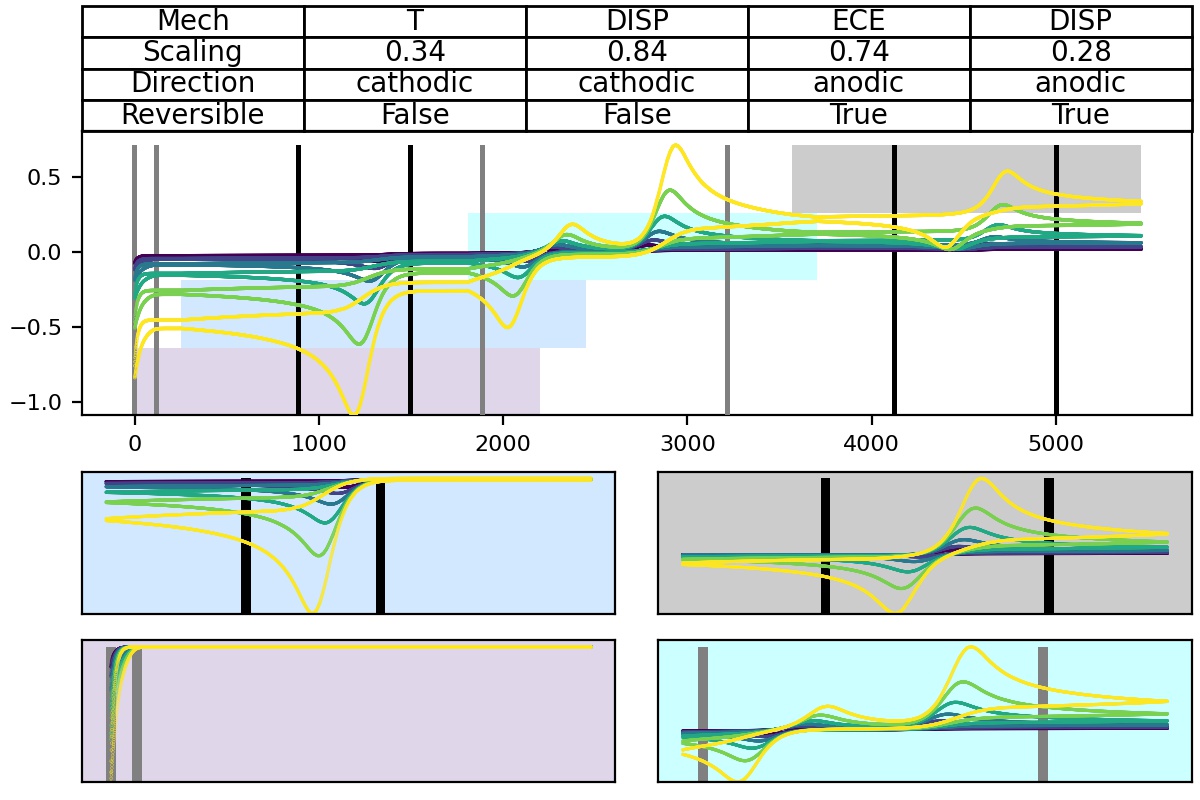 Mech T DISP ECE DISP
Scaling 0.34 0.84 0.74 0.28
Direction cathodic cathodic anodic anodic
Reversible False False True True
0.5
0.0
−0.5
−1.0
0 1000 2000 3000 4000 5000